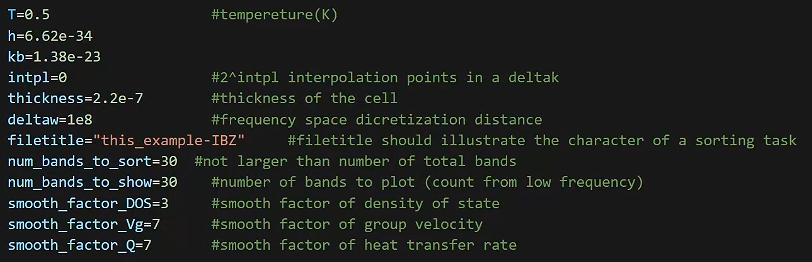 T=0.5 #tempereture(K)
h=6.62e-34
kb=1.38e-23
intpl=0 #2^intpl interpolation points in a deltak
thickness=2.2e-7 #thickness of the cell
deltaw=1e8 #frequency space dicretization distance
filetitle="this_example-IBZ" #filetitle should illustrate the character of a sorting task
num_bands_to_sort=30 #not larger than number of total bands
num_bands_to_show=30 #number of bands to plot (count from low frequency)
smooth_factor_DOS=3 #smooth factor of density of state
smooth_factor_Vg=7 #smooth factor of group velocity
smooth_factor_Q=7 #smooth factor of heat transfer rate